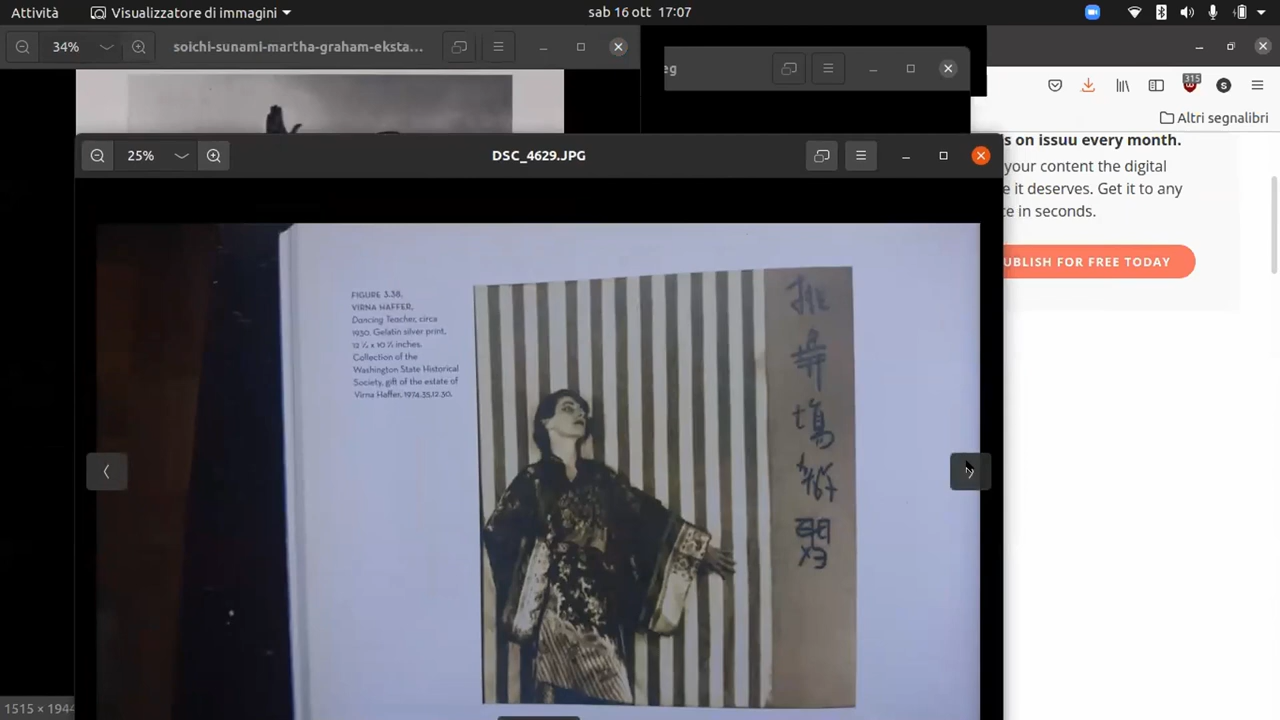 Attività
Visualizzatore di immagini
sab 16 ott 17:07
34%
soichi-sunami-martha-graham-eksta...
eg
315
S
Altri segnalibri
25%
DSC_4629.JPG
s on issuu every month.
your content the digital
e it deserves. Get it to any
ce in seconds.
UBLISH FOR FREE TODAY
FIGURE 3.38.
VIRNA HAFFER,
Dancing Teacher, circa
1930. Gelatin silver print,
Collection of the
Washington State Historical
Society, gift of the estate of
Virna Haffer, 1974.35.12.30.
1515 × 1944